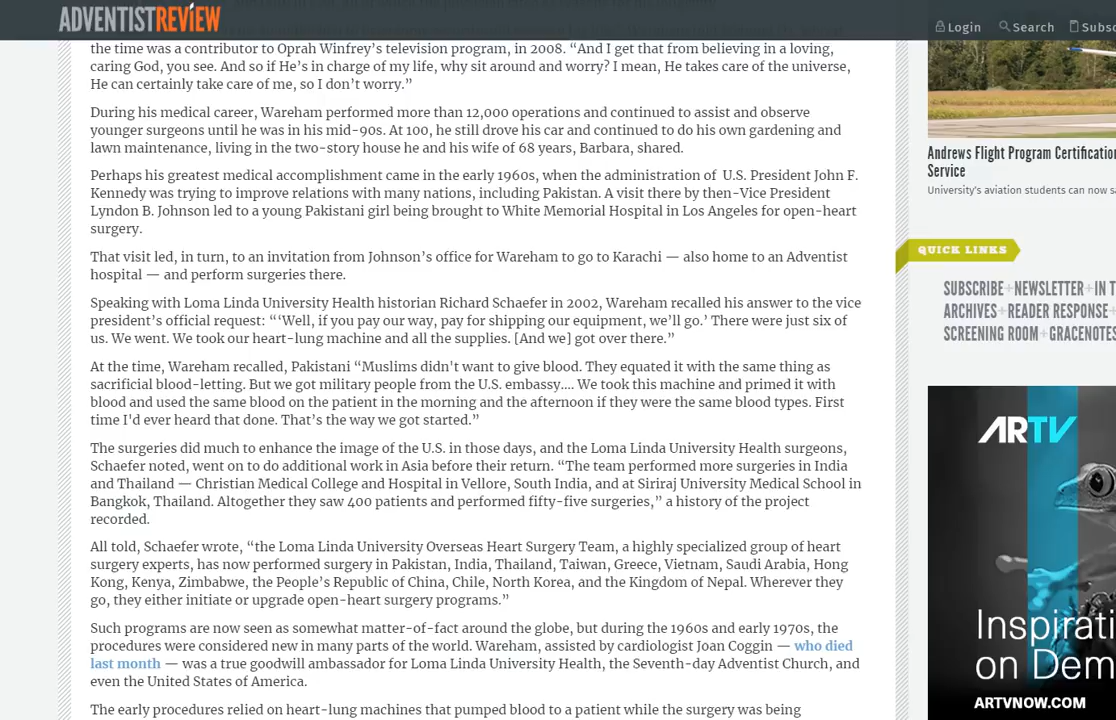 ADVENTIST REVIEW
Login
Search
Subsc
the time was a contributor to Oprah Winfrey’s television program, in 2008. “And I get that from believing in a loving,
caring God, you see. And so if He’s in charge of my life, why sit around and worry? I mean, He takes care of the universe,
He can certainly take care of me, so I don’t worry.”
During his medical career, Wareham performed more than 12,000 operations and continued to assist and observe
younger surgeons until he was in his mid-90s. At 100, he still drove his car and continued to do his own gardening and
lawn maintenance, living in the two-story house he and his wife of 68 years, Barbara, shared.
Perhaps his greatest medical accomplishment came in the early 1960s, when the administration of U.S. President John F.
Kennedy was trying to improve relations with many nations, including Pakistan. A visit there by then-Vice President
Lyndon B. Johnson led to a young Pakistani girl being brought to White Memorial Hospital in Los Angeles for open-heart
surgery.
That visit led, in turn, to an invitation from Johnson’s office for Wareham to go to Karachi — also home to an Adventist
hospital — and perform surgeries there.
Speaking with Loma Linda University Health historian Richard Schaefer in 2002, Wareham recalled his answer to the vice
president’s official request: “‘Well, if you pay our way, pay for shipping our equipment, we’ll go.’ There were just six of
us. We went. We took our heart-lung machine and all the supplies. [And we] got over there.”
At the time, Wareham recalled, Pakistani “Muslims didn't want to give blood. They equated it with the same thing as
sacrificial blood-letting. But we got military people from the U.S. embassy.... We took this machine and primed it with
blood and used the same blood on the patient in the morning and the afternoon if they were the same blood types. First
time I'd ever heard that done. That’s the way we got started.”
The surgeries did much to enhance the image of the U.S. in those days, and the Loma Linda University Health surgeons,
Schaefer noted, went on to do additional work in Asia before their return. “The team performed more surgeries in India
and Thailand — Christian Medical College and Hospital in Vellore, South India, and at Siriraj University Medical School in
Bangkok, Thailand. Altogether they saw 400 patients and performed fifty-five surgeries,” a history of the project
recorded.
All told, Schaefer wrote, “the Loma Linda University Overseas Heart Surgery Team, a highly specialized group of heart
surgery experts, has now performed surgery in Pakistan, India, Thailand, Taiwan, Greece, Vietnam, Saudi Arabia, Hong
Kong, Kenya, Zimbabwe, the People’s Republic of China, Chile, North Korea, and the Kingdom of Nepal. Wherever they
go, they either initiate or upgrade open-heart surgery programs.”
Such programs are now seen as somewhat matter-of-fact around the globe, but during the 1960s and early 1970s, the
procedures were considered new in many parts of the world. Wareham, assisted by cardiologist Joan Coggin — who died
last month — was a true goodwill ambassador for Loma Linda University Health, the Seventh-day Adventist Church, and
even the United States of America.
The early procedures relied on heart-lung machines that pumped blood to a patient while the surgery was being
Andrews Flight Program Certification
Service
University's aviation students can now s
QUICK LINKS
SUBSCRIBE+NEWSLETTER+IN T
ARCHIVES+READER RESPONSE+
SCREENING ROOM+GRACENOTES
ARTV
Inspirati
on Dem
ARTVNOW.COM